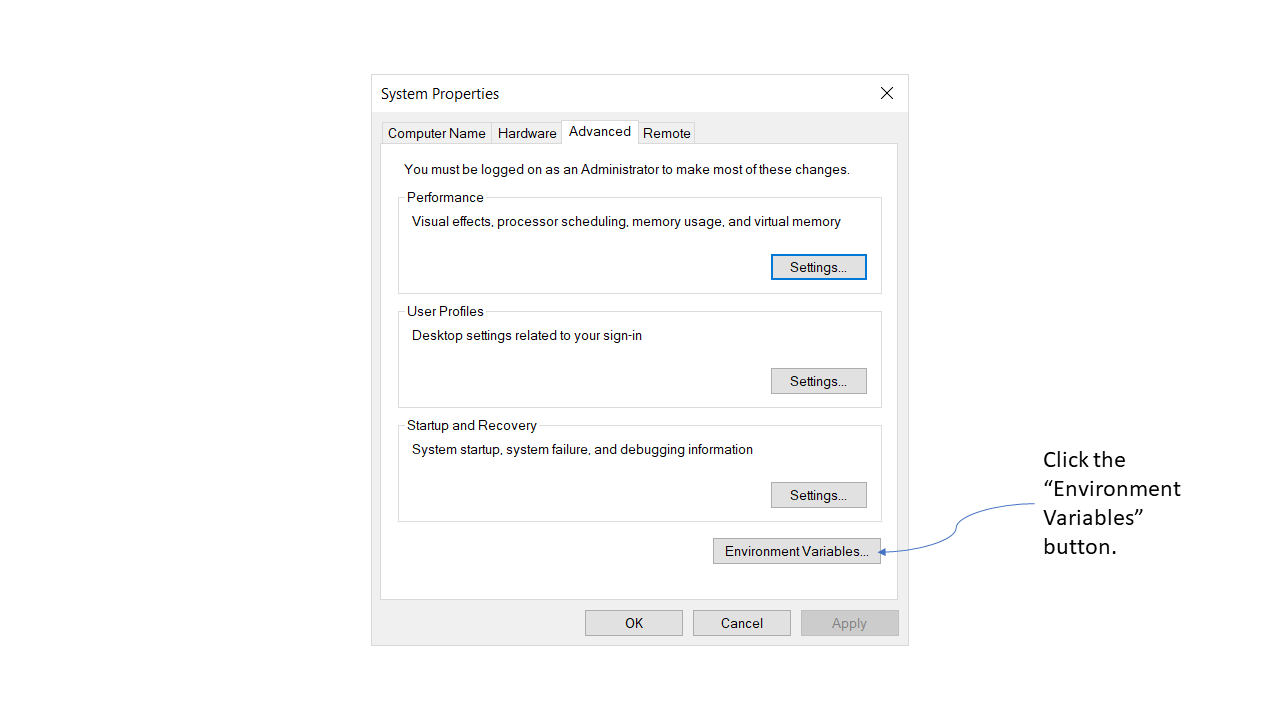 System Properties
Computer Name
Hardware
Advanced
Remote
You must be logged on as an Administrator to make most of these changes.
Performance
Visual effects, processor scheduling, memory usage, and virtual memory
Settings...
User Profiles
Desktop settings related to your sign-in
Settings...
Startup and Recovery
System startup, system failure, and debugging information
Settings...
Environment Variables...
OK
Cancel
Apply
Click the
“Environment
Variables”
button.